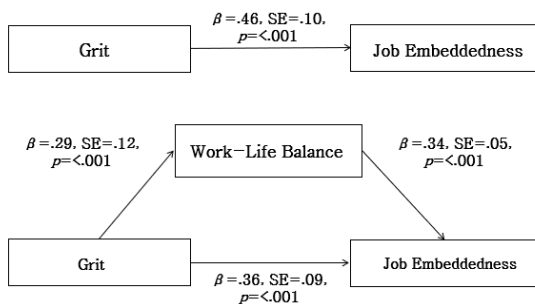 β=.46, SE=.10,
p=<.001
Grit
Job Embeddedness
β=.29, SE=.12,
p=<.001
Work-Life Balance
β=.34, SE=.05,
p=<.001
Grit
Job Embeddedness
β=.36, SE=.09,
p=<.001